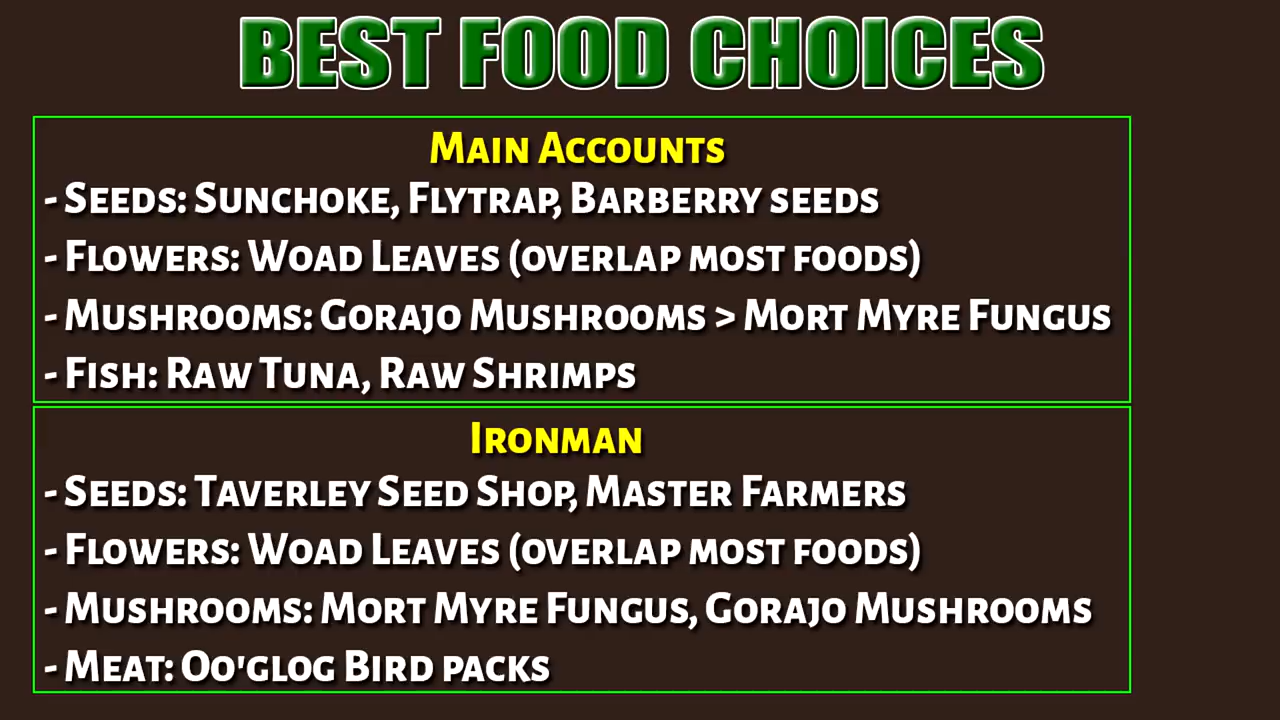 BEST FOOD CHOICES
Main Accounts
- Seeds: Sunchoke, Flytrap, Barberry seeds
- Flowers: Woad Leaves (overlap most foods)
- Mushrooms: Gorajo Mushrooms > Mort Myre Fungus
- Fish: Raw Tuna, Raw Shrimps
Ironman
- Seeds: Taverley Seed Shop, Master Farmers
- Flowers: Woad Leaves (overlap most foods)
- Mushrooms: Mort Myre Fungus, Gorajo Mushrooms
- Meat: Oo'glog Bird packs